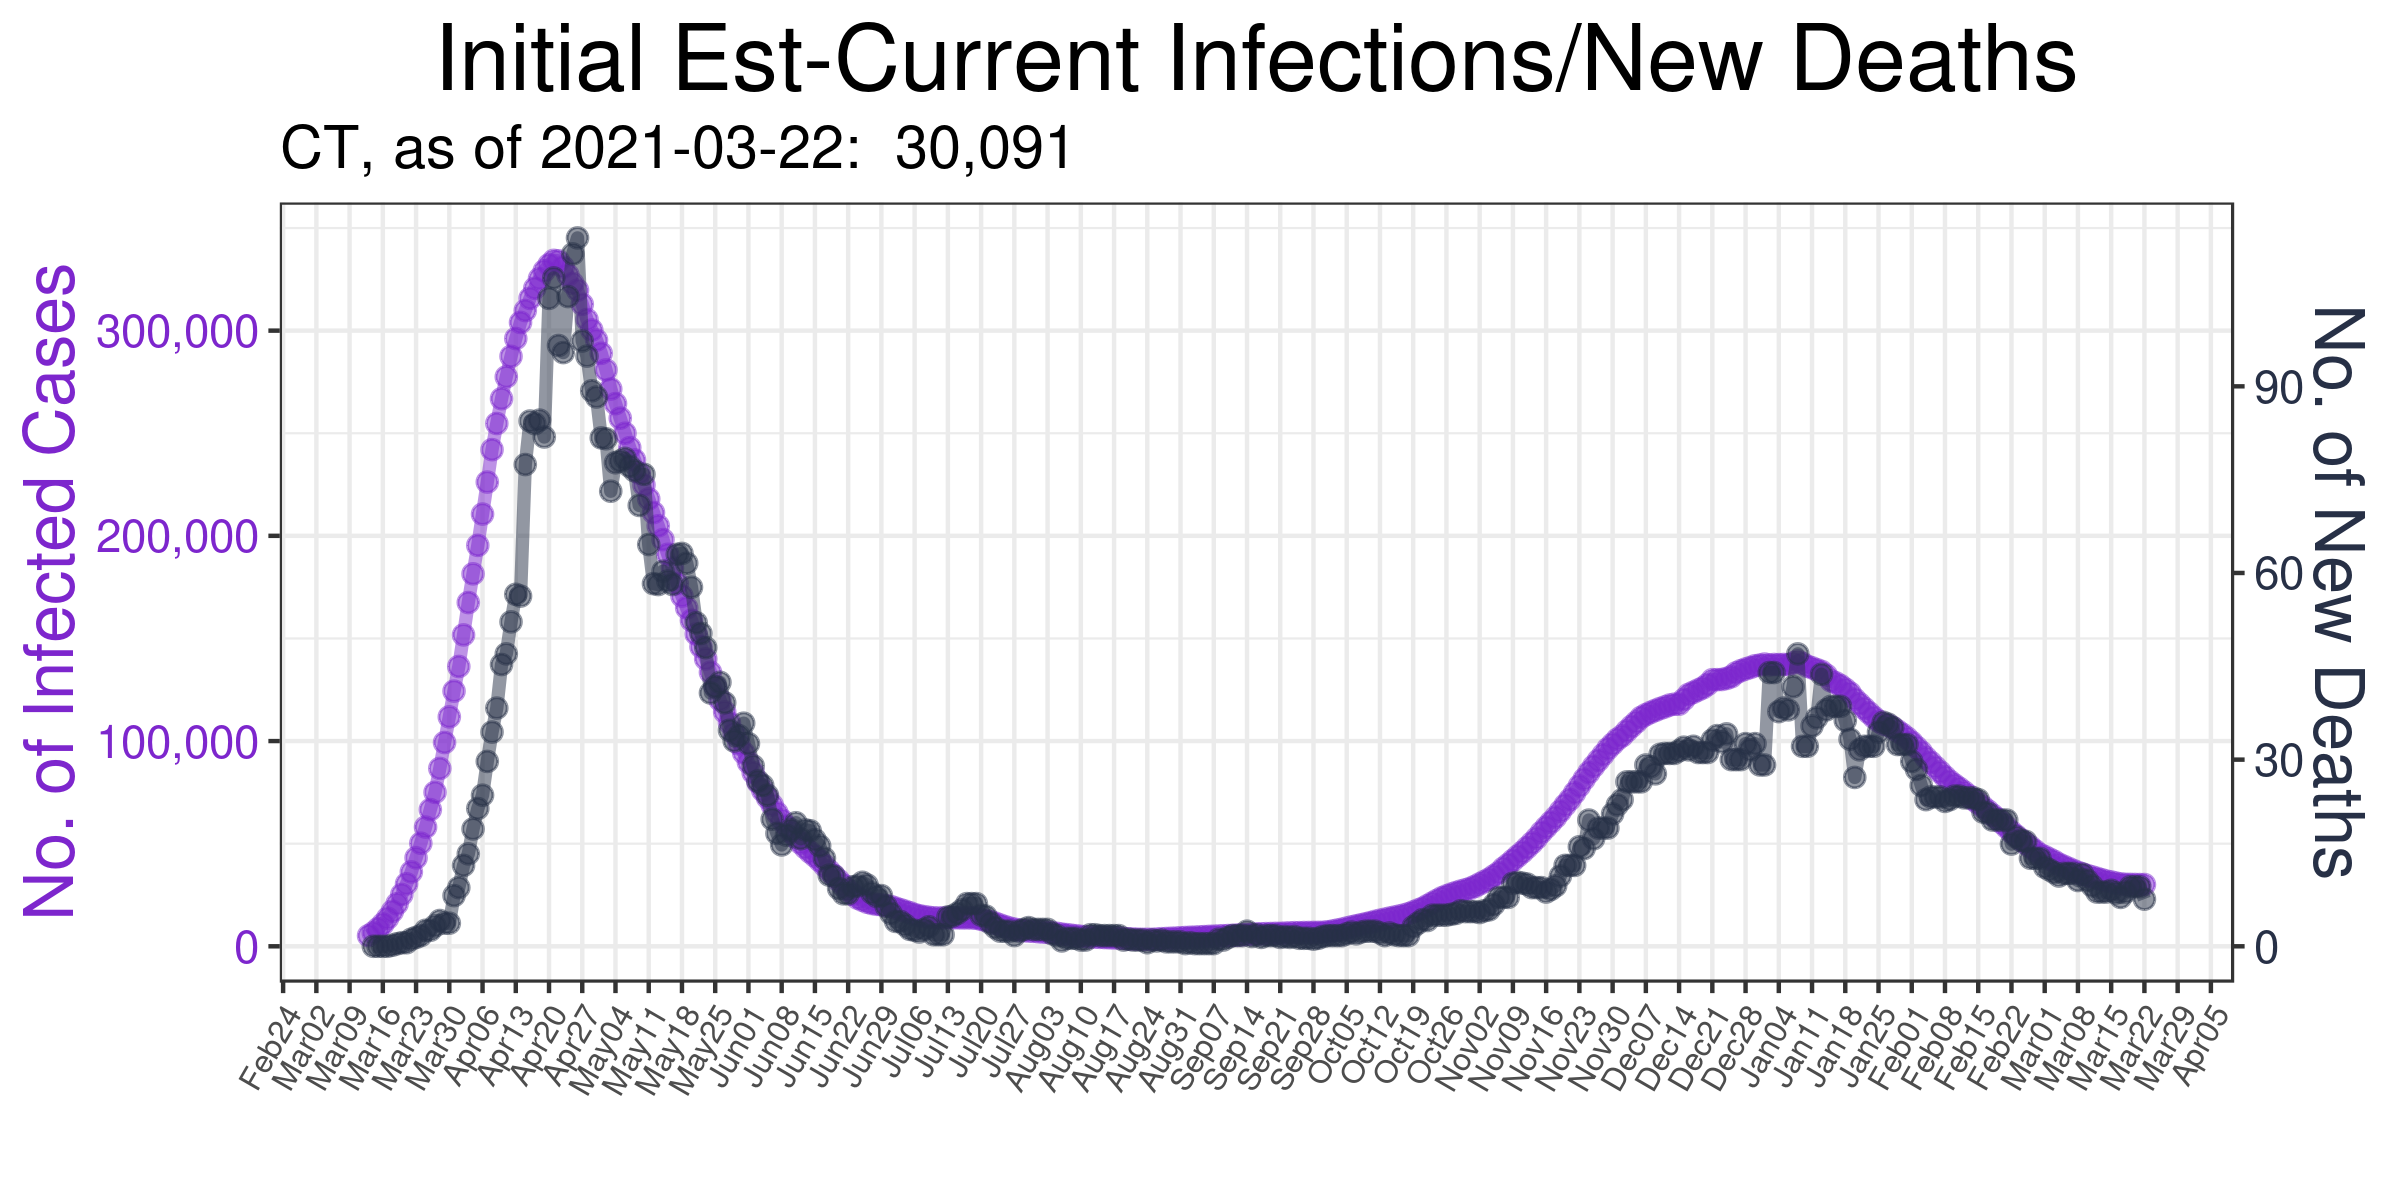 Initial Est-Current Infections/New Deaths
CT, as of 2021-03-22:  30,091
No. of Infected Cases
300,000
200,000
100,000
0
90
60
30
0
No. of New Deaths
Feb24
Mar02
Mar09
Mar16
Mar23
Mar30
Apr06
Apr13
Apr20
Apr27
May04
May11
May18
May25
Jun01
Jun08
Jun15
Jun22
Jun29
Jul06
Jul13
Jul20
Jul27
Aug03
Aug10
Aug17
Aug24
Aug31
Sep07
Sep14
Sep21
Sep28
Oct05
Oct12
Oct19
Oct26
Nov02
Nov09
Nov16
Nov23
Nov30
Dec07
Dec14
Dec21
Dec28
Jan04
Jan11
Jan18
Jan25
Feb01
Feb08
Feb15
Feb22
Mar01
Mar08
Mar15
Mar22
Mar29
Apr05